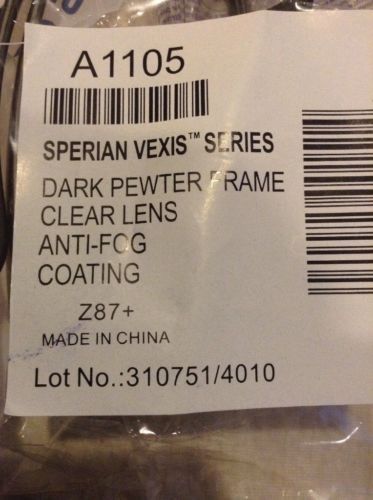 A1105
SPERIAN VEXIS™ SERIES
DARK PEWTER FRAME
CLEAR LENS
ANTI-FOG
COATING
Z87+
MADE IN CHINA
Lot No.:310751/4010